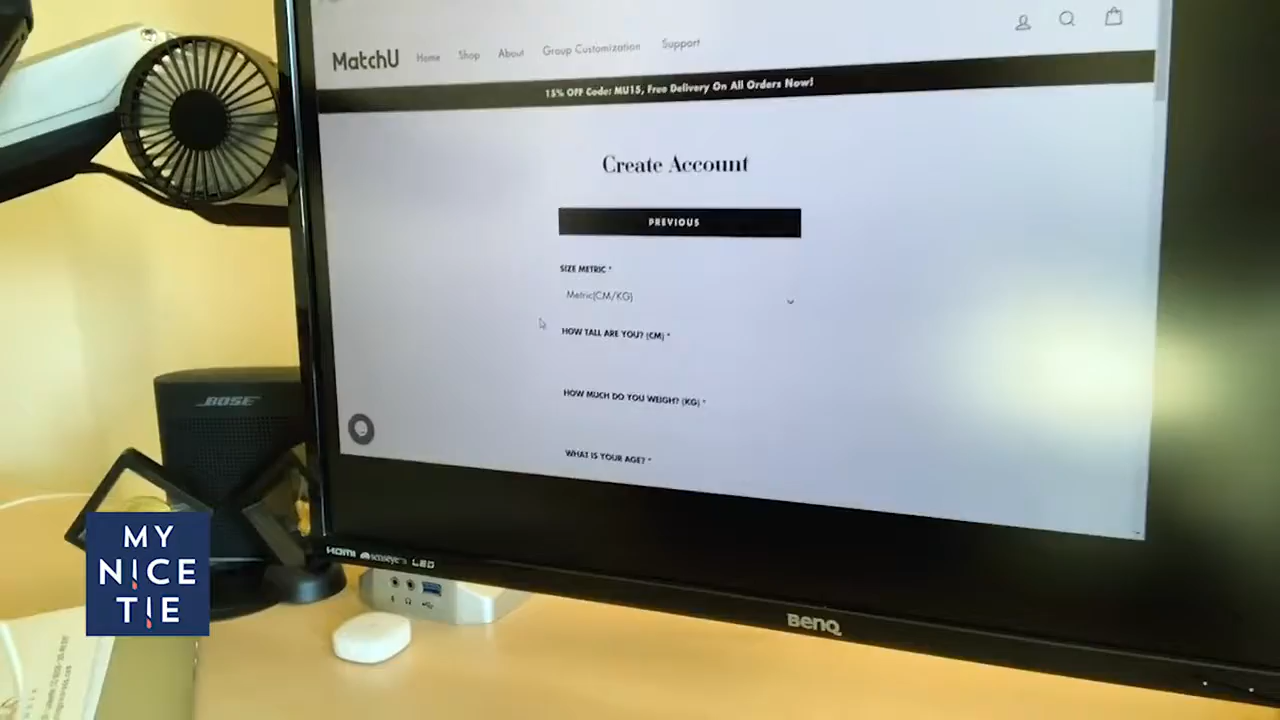 MatchU Home Shop About Group Customization Support
15% OFF Code: MU15, Free Delivery On All Orders Now!
Create Account
PREVIOUS
SIZE METRIC *
Metric(CM/KG)
HOW TALL ARE YOU? (CM) *
HOW MUCH DO YOU WEIGH? (KG) *
WHAT IS YOUR AGE? *
BOSE
HDMI senseye LED
BenQ
MY
NICE
TIE